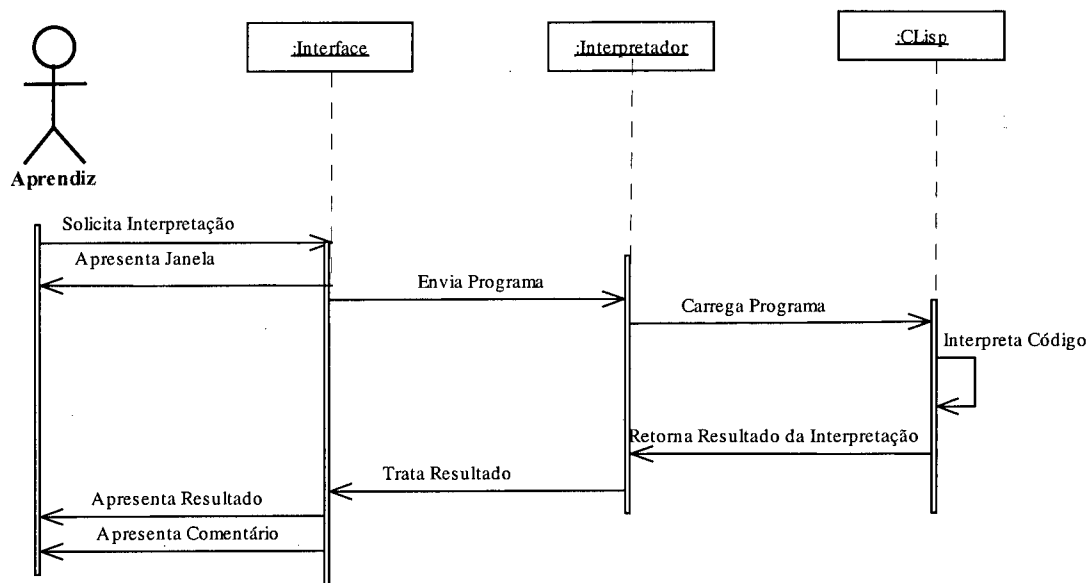 :Interface
:Interpretador
:CLisp
Aprendiz
Solicita Interpretação
Apresenta Janela
Envia Programa
Carrega Programa
Interpreta Código
Retorna Resultado da Interpretação
Trata Resultado
Apresenta Resultado
Apresenta Comentário